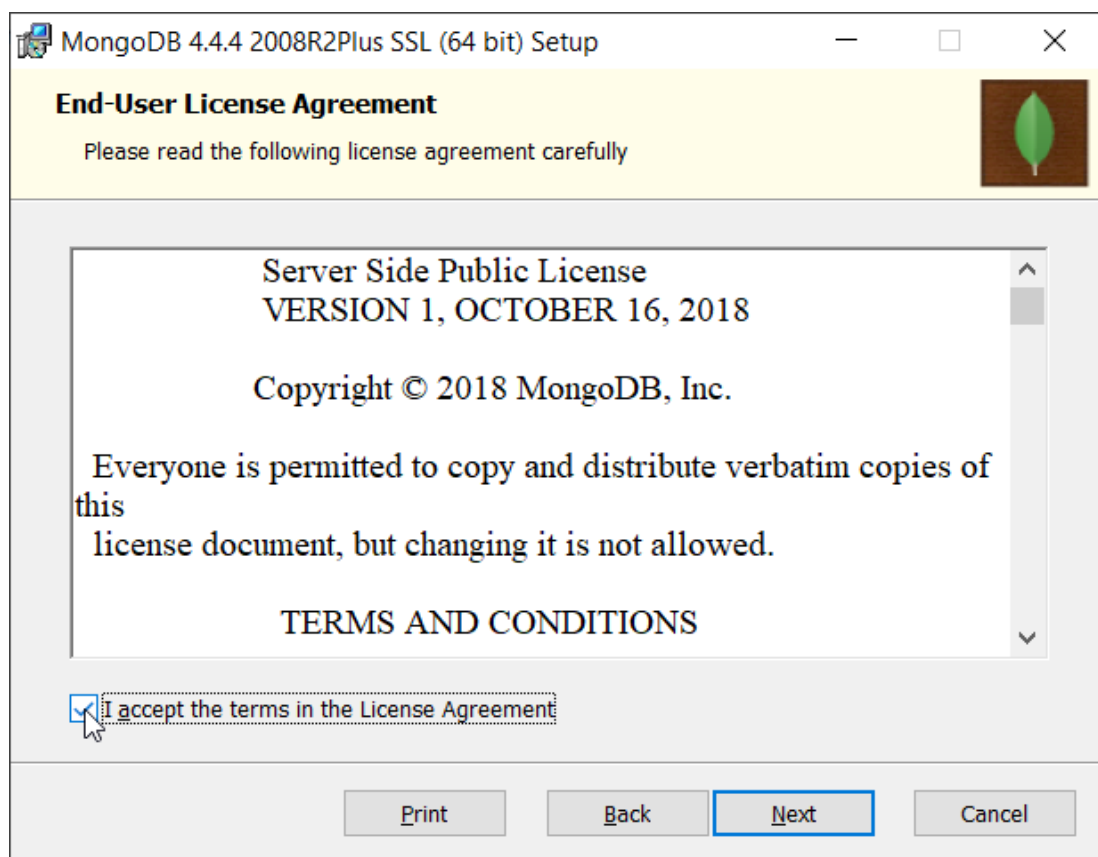 MongoDB 4.4.4 2008R2Plus SSL (64 bit) Setup
End-User License Agreement
Please read the following license agreement carefully
Server Side Public License
VERSION 1, OCTOBER 16, 2018
Copyright © 2018 MongoDB, Inc.
Everyone is permitted to copy and distribute verbatim copies of
this
license document, but changing it is not allowed.
TERMS AND CONDITIONS
I accept the terms in the License Agreement
Print Back Next Cancel